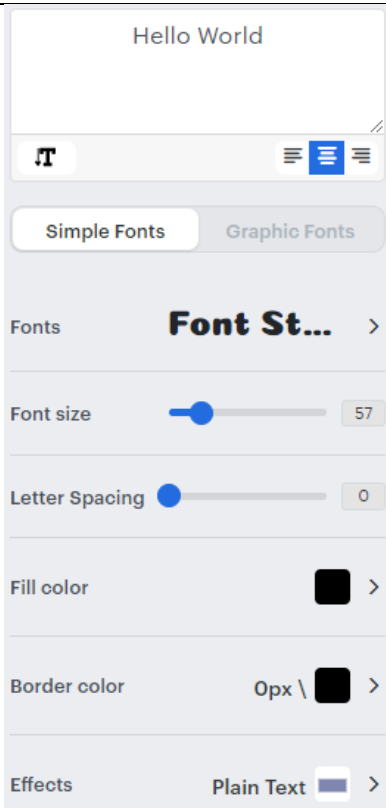 Hello World
Simple Fonts Graphic Fonts
Fonts Font St...
Font size 57
Letter Spacing 0
Fill color
Border color 0px \
Effects Plain Text